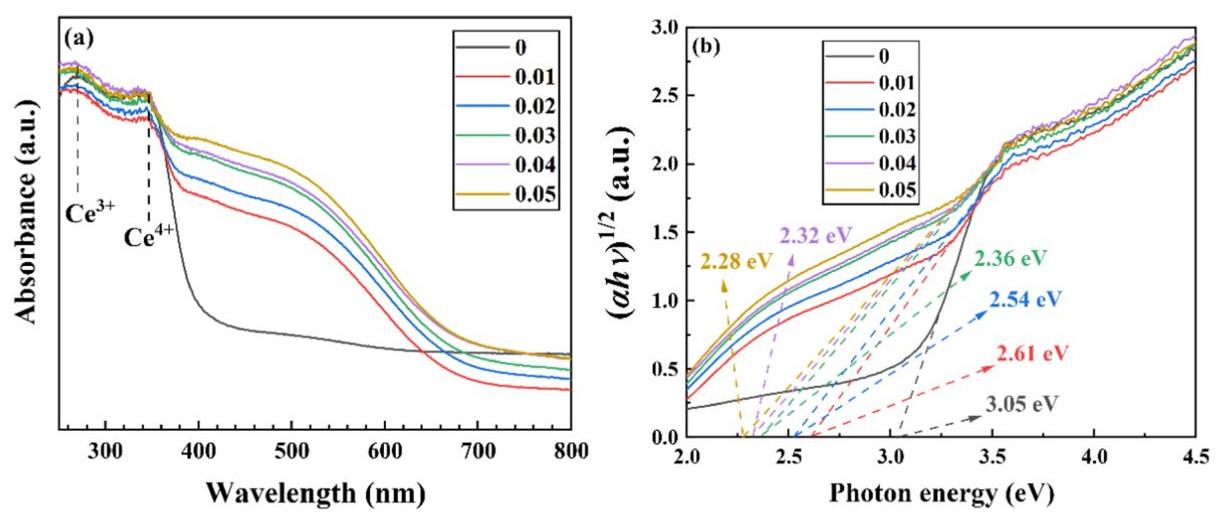 (a)
0
0.01
0.02
0.03
0.04
0.05
Ce³⁺
Ce⁴⁺
Absorbance (a.u.)
300 400 500 600 700 800
Wavelength (nm)
(b)
0
0.01
0.02
0.03
0.04
0.05
2.28 eV
2.32 eV
2.36 eV
2.54 eV
2.61 eV
3.05 eV
(αhν)^1/2 (a.u.)
3.0
2.5
2.0
1.5
1.0
0.5
0.0
2.0 2.5 3.0 3.5 4.0 4.5
Photon energy (eV)